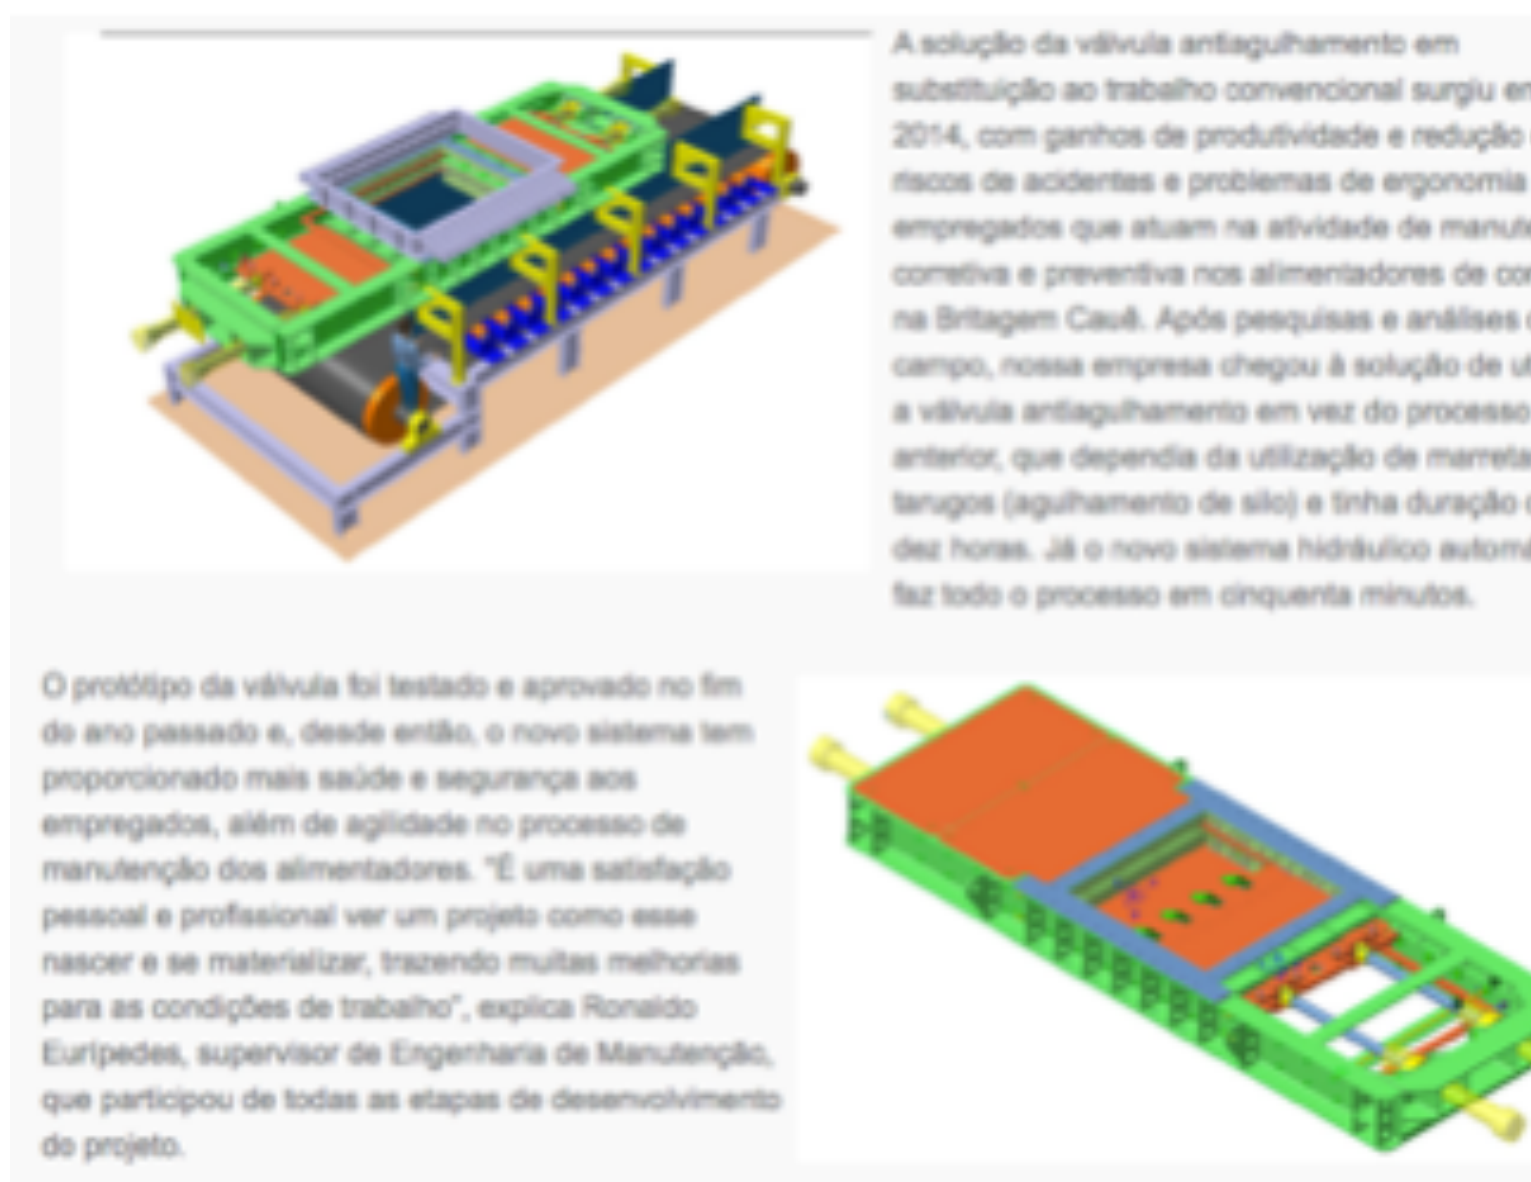 A solução da válvula antiagulhamento em
substituição ao trabalho convencional surgiu em
2014, com ganhos de produtividade e redução
riscos de acidentes e problemas de ergonomia
empregados que atuam na atividade de
corretiva e preventiva nos alimentadores de
na Britagem Cauê. Após pesquisas e análises
campo, nossa empresa chegou à solução de
a válvula antiagulhamento em vez do processo
anterior, que dependia da utilização de
tarugos (agulhamento de silo) e tinha duração
dez horas. Já o novo sistema hidráulico
faz todo o processo em cinquenta minutos.
O protótipo da válvula foi testado e aprovado no fim
do ano passado e, desde então, o novo sistema tem
proporcionado mais saúde e segurança aos
empregados, além de agilidade no processo de
manutenção dos alimentadores. "É uma satisfação
pessoal e profissional ver um projeto como esse
nascer e se materializar, trazendo muitas melhorias
para as condições de trabalho", explica Ronaldo
Eurípedes, supervisor de Engenharia de Manutenção,
que participou de todas as etapas de desenvolvimento
do projeto.